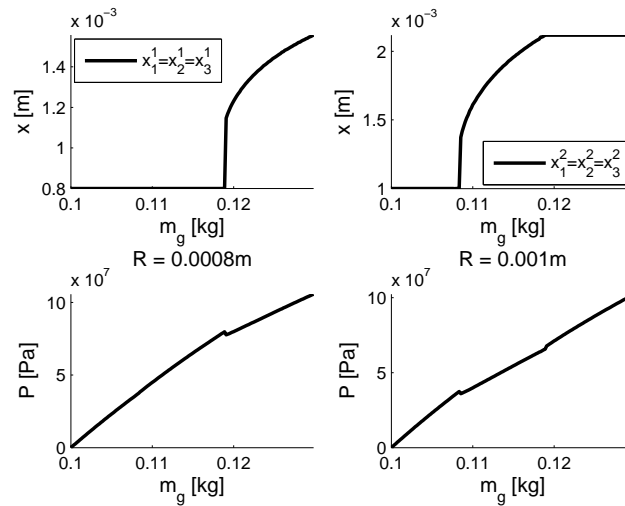 x 10^-3
x_1^1=x_2^1=x_3^1
1.4
1.2
1
0.8
x [m]
0.1 0.11 0.12
m_g [kg]
R = 0.0008m
x 10^-3
2
1.5
1
x [m]
x_1^2=x_2^2=x_3^2
0.1 0.11 0.12
m_g [kg]
R = 0.001m
x 10^7
10
5
0
P [Pa]
0.1 0.11 0.12
m_g [kg]
x 10^7
10
5
0
P [Pa]
0.1 0.11 0.12
m_g [kg]